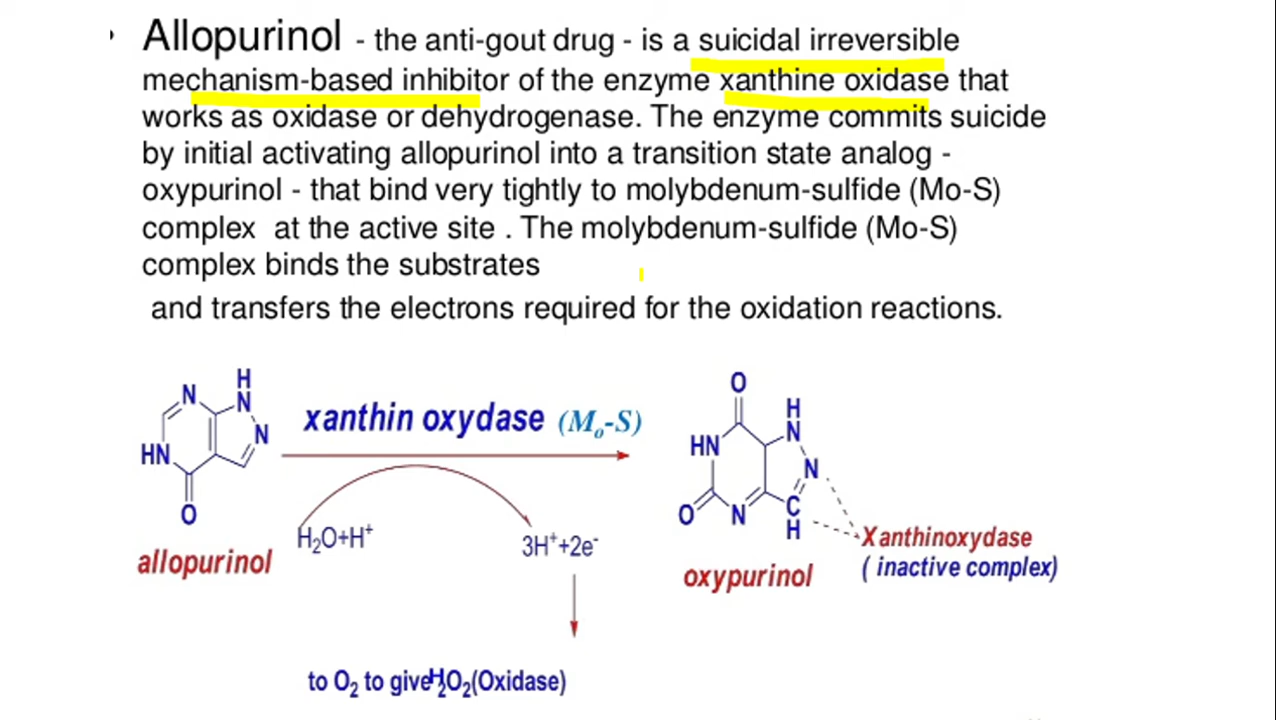 • Allopurinol - the anti-gout drug - is a suicidal irreversible
mechanism-based inhibitor of the enzyme xanthine oxidase that
works as oxidase or dehydrogenase. The enzyme commits suicide
by initial activating allopurinol into a transition state analog -
oxypurinol - that bind very tightly to molybdenum-sulfide (Mo-S)
complex at the active site . The molybdenum-sulfide (Mo-S)
complex binds the substrates
and transfers the electrons required for the oxidation reactions.
N
H
N
N
HN
O
allopurinol
xanthin oxydase (Mo-S)
H2O+H+
3H++2e-
to O2 to give H2O2(Oxidase)
O
H
N
HN
N
O
N
C
H
oxypurinol
Xanthinoxydase
( inactive complex)